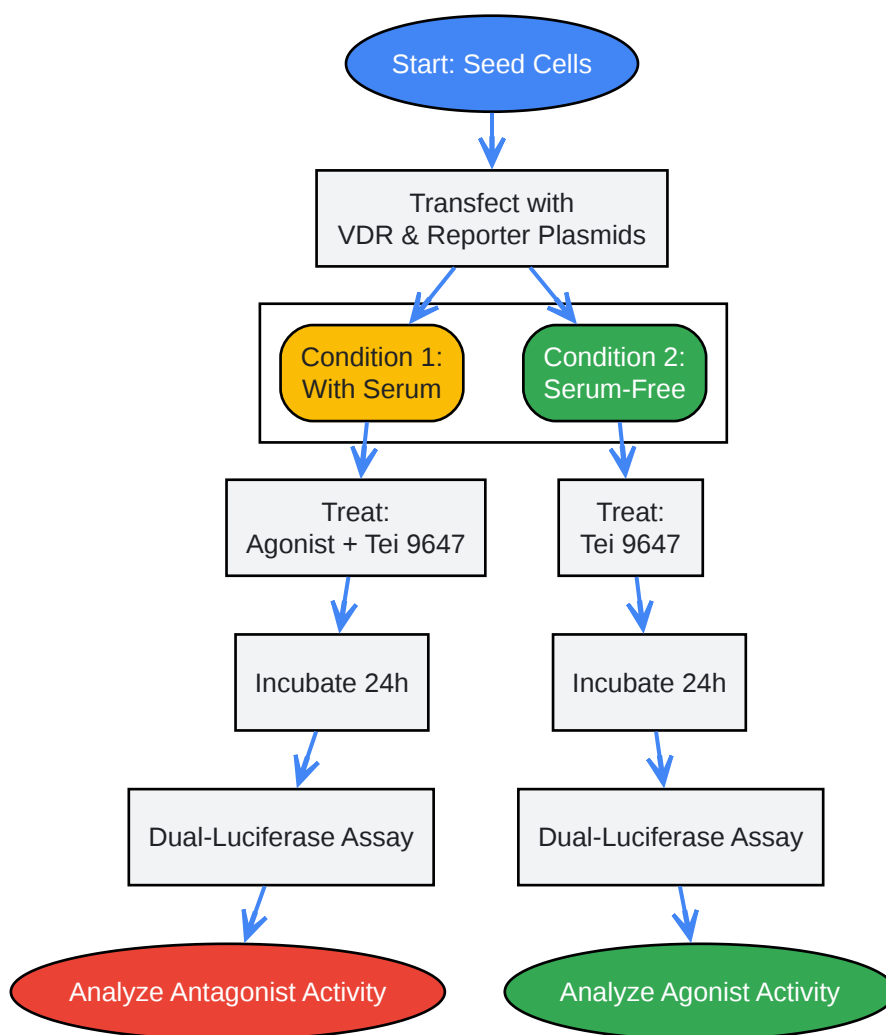 Start: Seed Cells
Transfect with
VDR & Reporter Plasmids
Condition 1:
With Serum
Condition 2:
Serum-Free
Treat:
Agonist + Tei 9647
Treat:
Tei 9647
Incubate 24h
Incubate 24h
Dual-Luciferase Assay
Dual-Luciferase Assay
Analyze Antagonist Activity
Analyze Agonist Activity